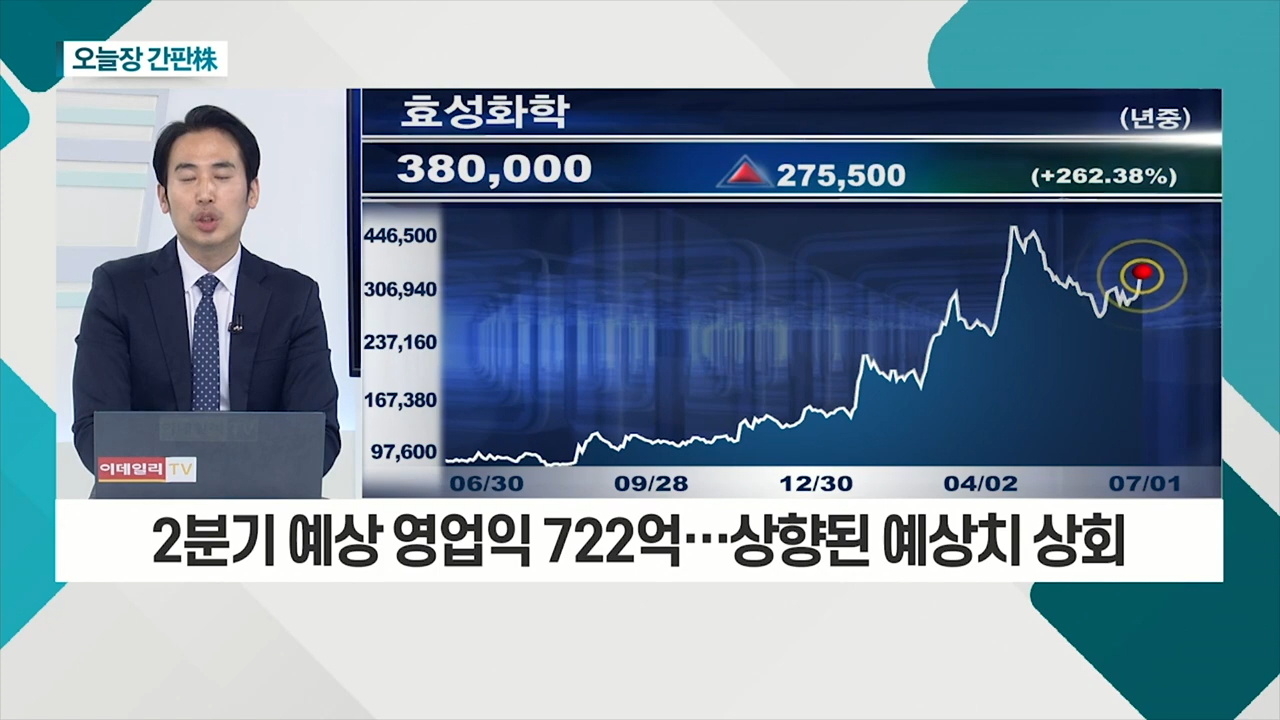 오늘장 간판株
효성화학
(년중)
380,000 ▲275,500 (+262.38%)
446,500
306,940
237,160
167,380
97,600
06/30 09/28 12/30 04/02 07/01
이데일리TV
2분기 예상 영업익 722억…상향된 예상치 상회